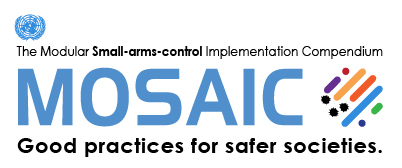 The Modular Small-arms-control Implementation Compendium
MOSAIC
Good practices for safer societies.